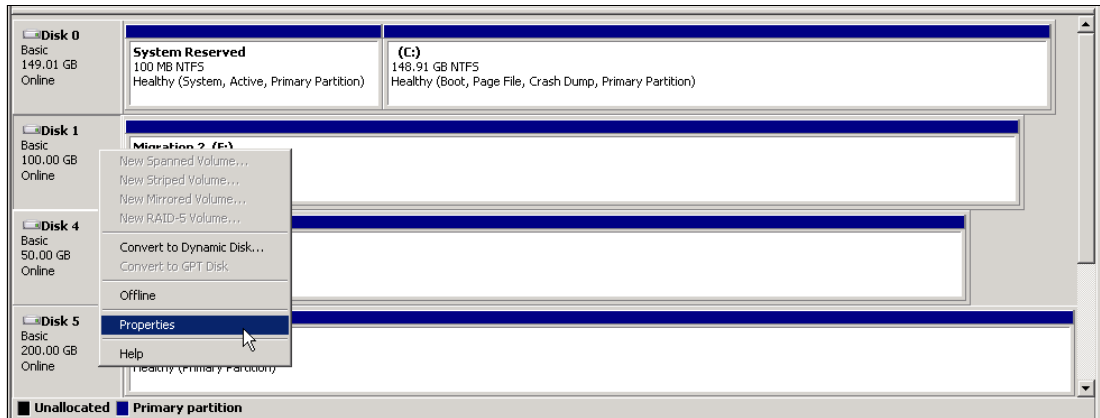 Disk 0
Basic
149.01 GB
Online
System Reserved
100 MB NTFS
Healthy (System, Active, Primary Partition)
(C:)
148.91 GB NTFS
Healthy (Boot, Page File, Crash Dump, Primary Partition)
Disk 1
Basic
100.00 GB
Online
Migration 2 (E:)
New Spanned Volume...
New Striped Volume...
New Mirrored Volume...
New RAID-5 Volume...
Convert to Dynamic Disk...
Convert to GPT Disk
Offline
Properties
Help
Disk 4
Basic
50.00 GB
Online
Disk 5
Basic
200.00 GB
Online
Healthy (Primary Partition)
Unallocated Primary partition